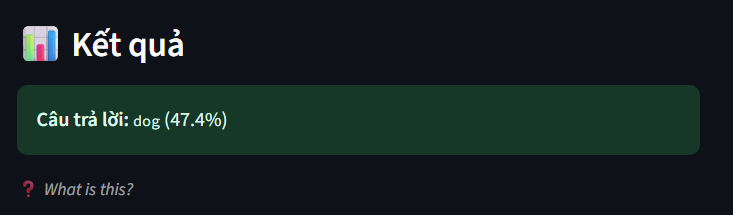 Kết quả
Câu trả lời: dog (47.4%)
❓ What is this?